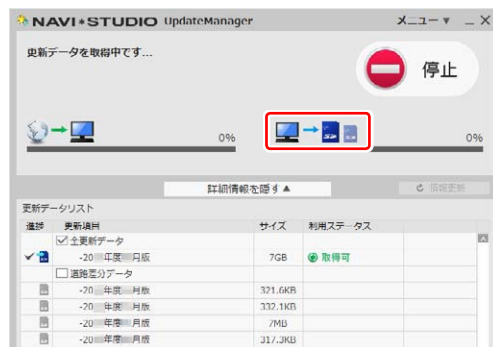 NAVI*STUDIO UpdateManager メニュー ▼ _ ×
更新データを取得中です...
停止
0% 0%
詳細情報を隠す▲ 情報更新
更新データリスト
進捗 更新項目 サイズ 利用ステータス
全更新データ
-20 年度 月版 7GB 取得可
道路差分データ
-20 年度 月版 321.6KB
-20 年度 月版 332.1KB
-20 年度 月版 7MB
-20 年度 月版 317.3KB